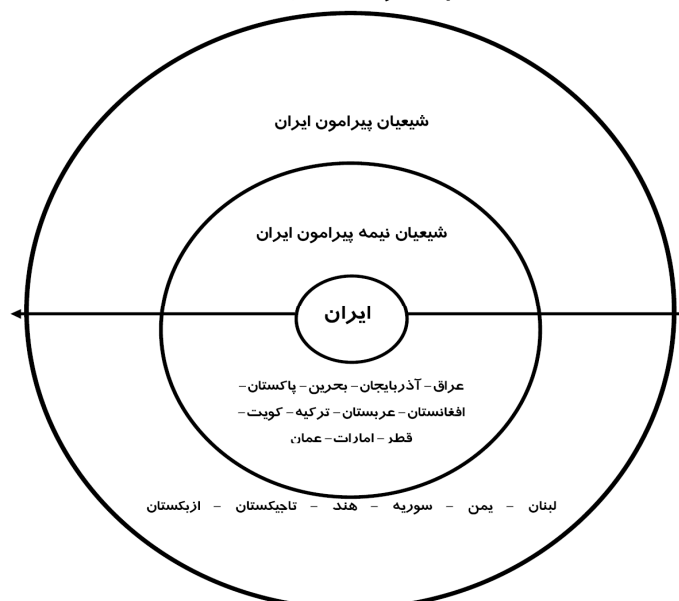 شیعیان پیرامون ایران
شیعیان نیمه پیرامون ایران
ایران
عراق – آذربایجان – بحرین – پاکستان –
افغانستان – عربستان – ترکیه – کویت –
قطر – امارات – عمان
لبنان – یمن – سوریه – هند – تاجیکستان – ازبکستان